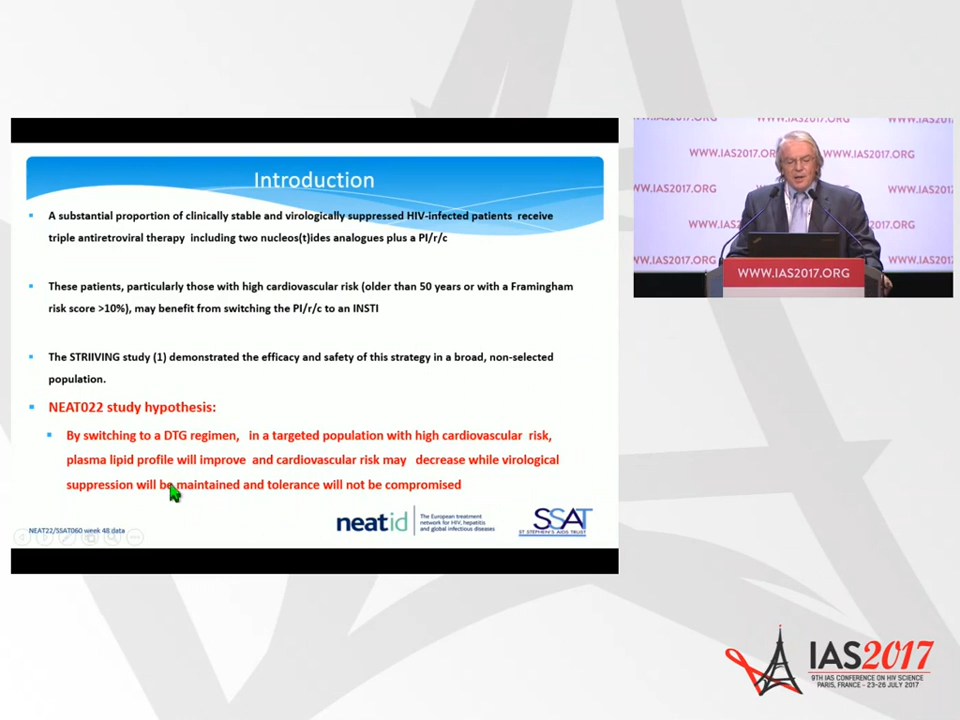 Introduction
A substantial proportion of clinically stable and virologically suppressed HIV-infected patients receive
triple antiretroviral therapy including two nucleos(t)ides analogues plus a PI/r/c
These patients, particularly those with high cardiovascular risk (older than 50 years or with a Framingham
risk score >10%), may benefit from switching the PI/r/c to an INSTI
The STRIIVING study (1) demonstrated the efficacy and safety of this strategy in a broad, non-selected
population.
NEAT022 study hypothesis:
By switching to a DTG regimen, in a targeted population with high cardiovascular risk,
plasma lipid profile will improve and cardiovascular risk may decrease while virological
suppression will be maintained and tolerance will not be compromised
NEAT22/SSAT060 week 48 data
neatid
The European treatment
network for HIV, hepatitis
and global infectious diseases
SSAT
ST STEPHEN'S AIDS TRUST
WWW.IAS2017.ORG
WWW.IAS2017.ORG
WWW.IAS2017.ORG
IAS2017
9TH IAS CONFERENCE ON HIV SCIENCE
PARIS, FRANCE - 23-26 JULY 2017